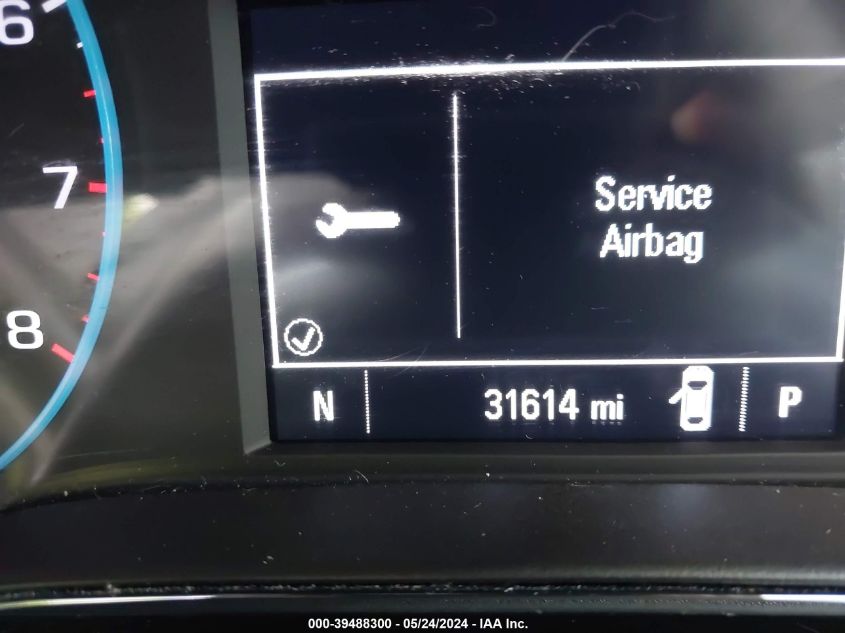 6
7
8
Service
Airbag
N 31614 mi P
000-39488300 - 05/24/2024 - IAA Inc.